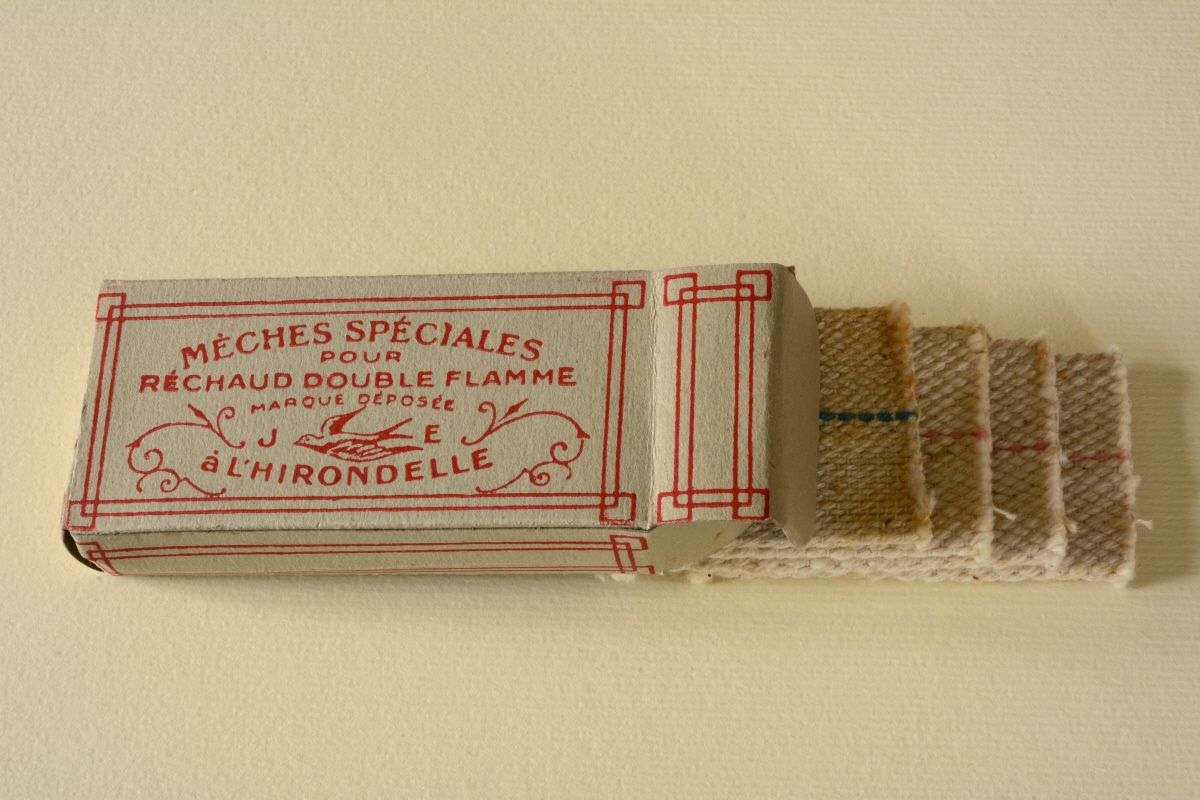 MÈCHES SPÉCIALES
POUR
RÉCHAUD DOUBLE FLAMME
MARQUE DÉPOSÉE
J E
à L'HIRONDELLE